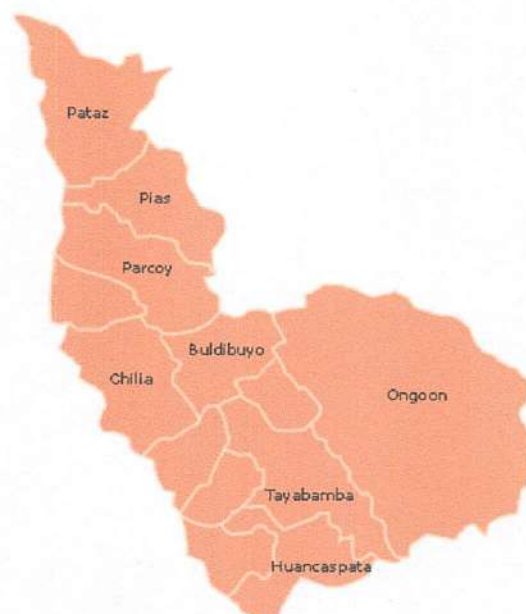 Pataz
Pias
Parcoy
Buldibuyo
Chilia
Ongoon
Tayabamba
Huancaspata